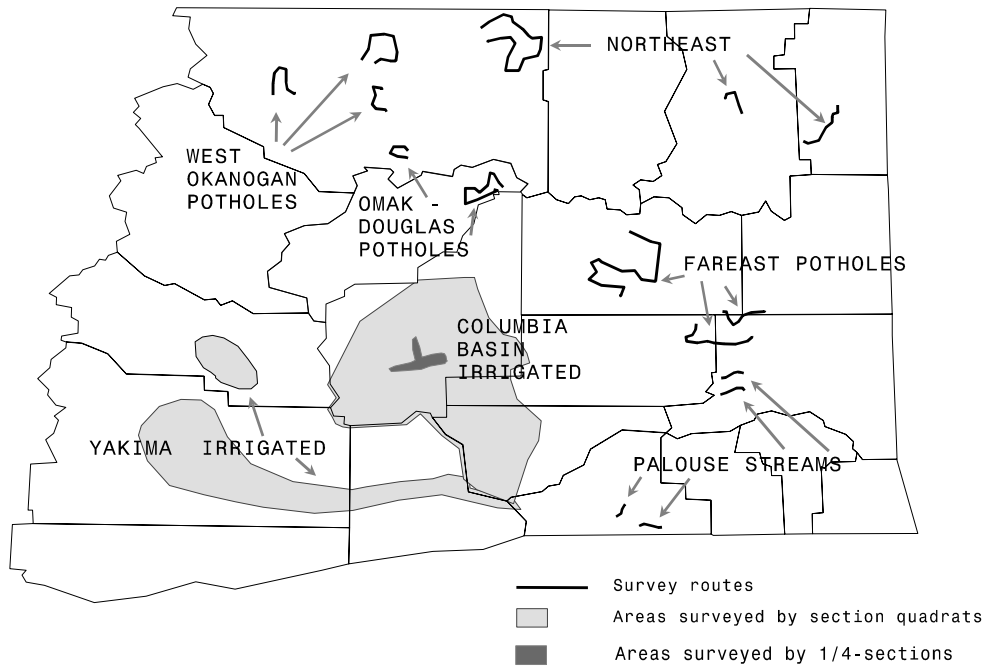 NORTHEAST
WEST
OKANOGAN
POTHOLES
OMAK -
DOUGLAS
POTHOLES
FAREAST POTHOLES
COLUMBIA
BASIN
IRRIGATED
YAKIMA IRRIGATED
PALOUSE STREAMS
Survey routes
Areas surveyed by section quadrats
Areas surveyed by 1/4-sections